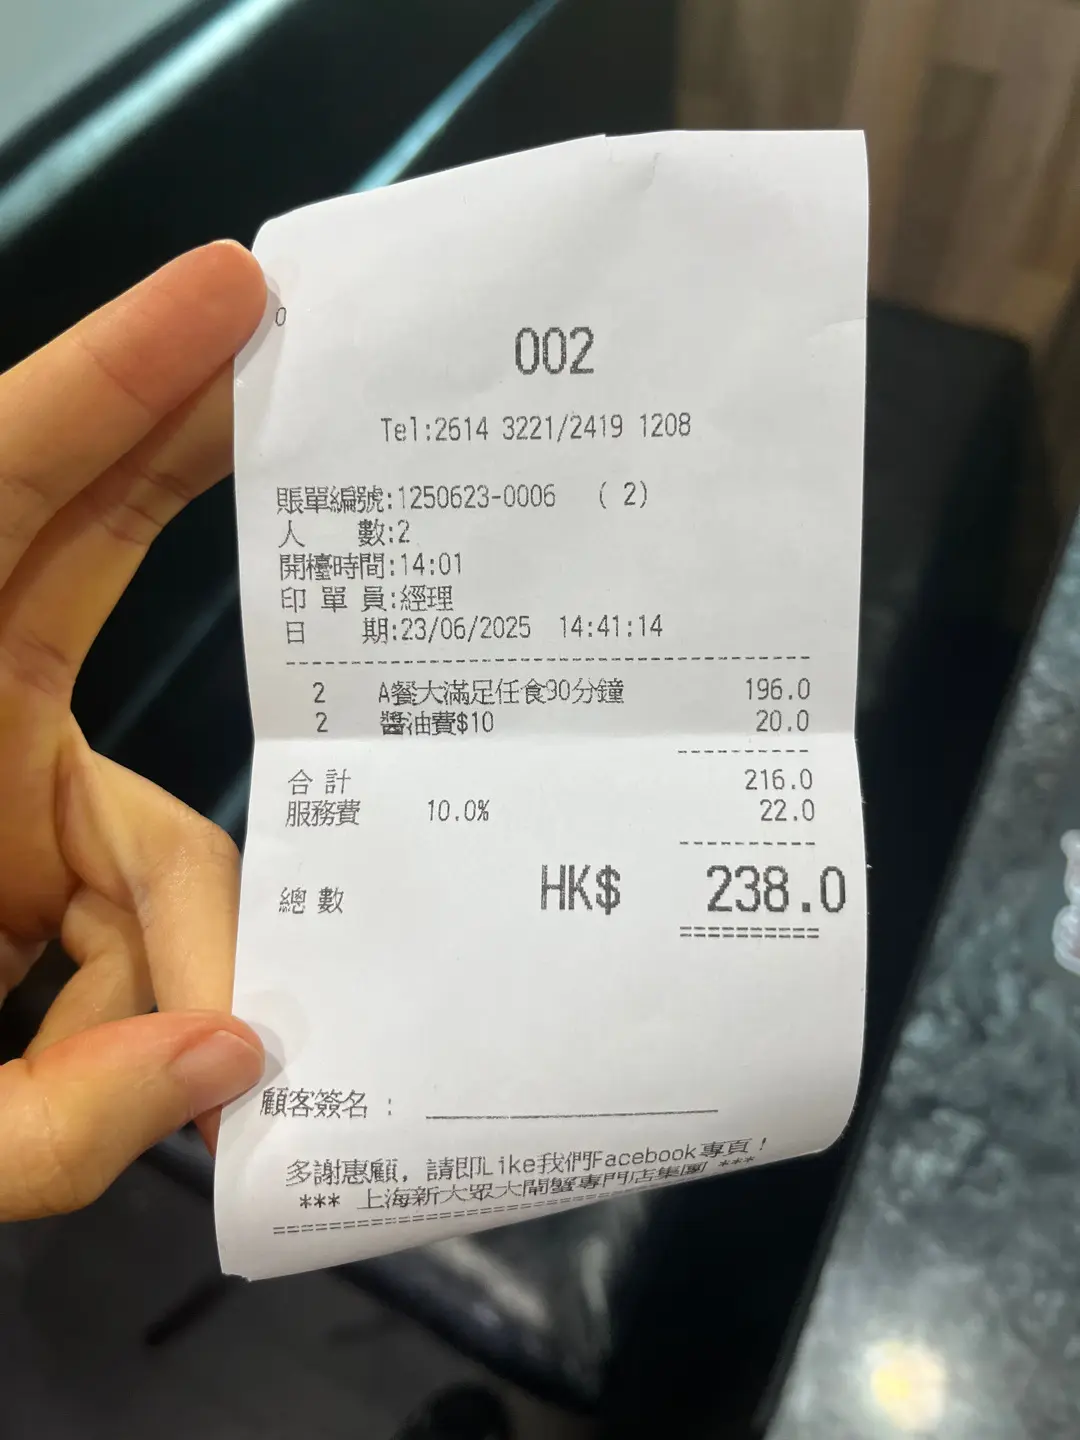 0
002
Tel:2614 3221/2419 1208
賬單編號:1250623-0006 ( 2)
人 數:2
開檯時間:14:01
印 單 員:經理
日 期:23/06/2025 14:41:14
2 A餐大滿足任食90分鐘 196.0
2 醬油費$10 20.0
合 計 216.0
服務費 10.0% 22.0
總 數 HK$ 238.0
顧客簽名 :
多謝惠顧, 請即Like我們Facebook專頁!
*** 上海新大眾大閘蟹專門店集團 ***